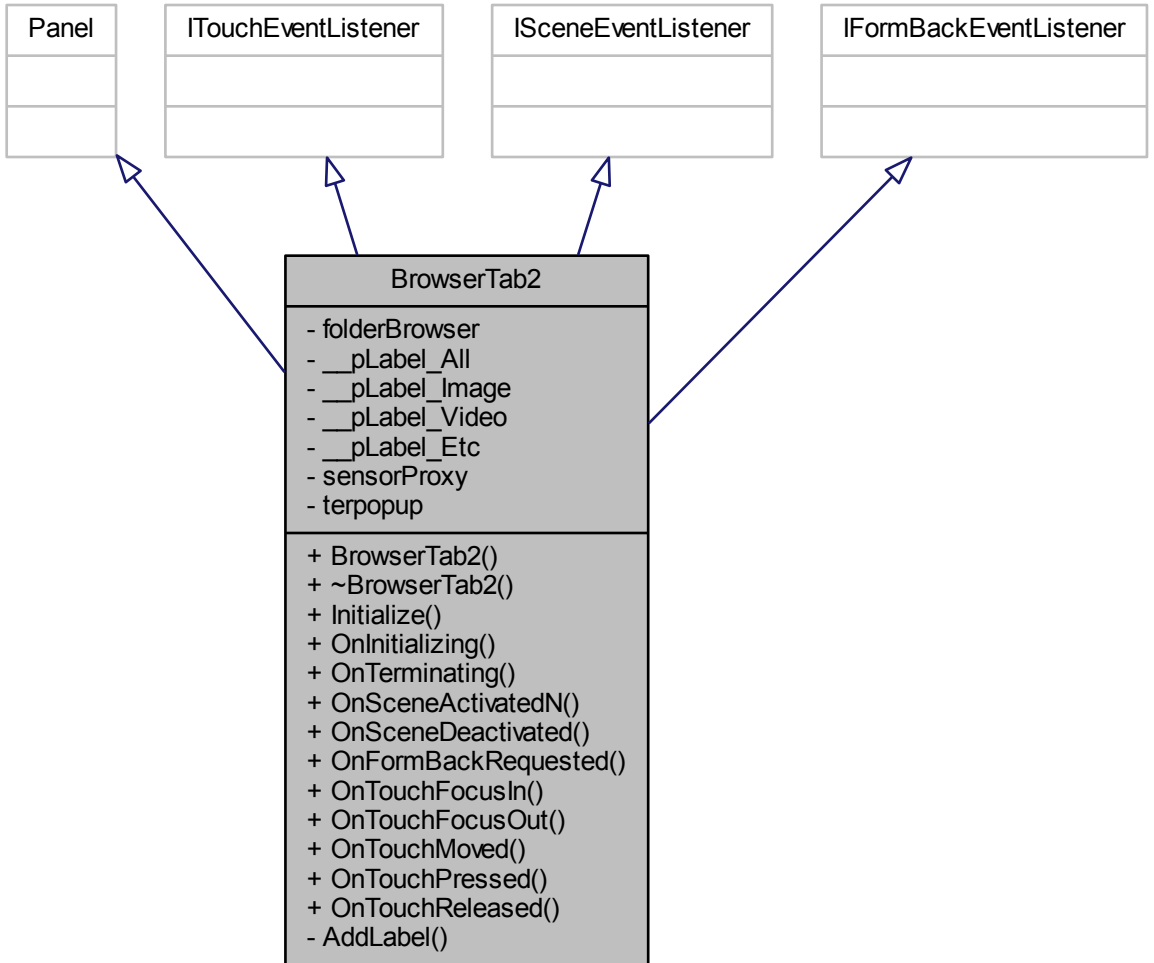 Panel
ITouchEventListener
ISceneEventListener
IFormBackEventListener
BrowserTab2
- folderBrowser
- __pLabel_All
- __pLabel_Image
- __pLabel_Video
- __pLabel_Etc
- sensorProxy
- terpopup
+ BrowserTab2()
+ ~BrowserTab2()
+ Initialize()
+ OnInitializing()
+ OnTerminating()
+ OnSceneActivatedN()
+ OnSceneDeactivated()
+ OnFormBackRequested()
+ OnTouchFocusIn()
+ OnTouchFocusOut()
+ OnTouchMoved()
+ OnTouchPressed()
+ OnTouchReleased()
- AddLabel()